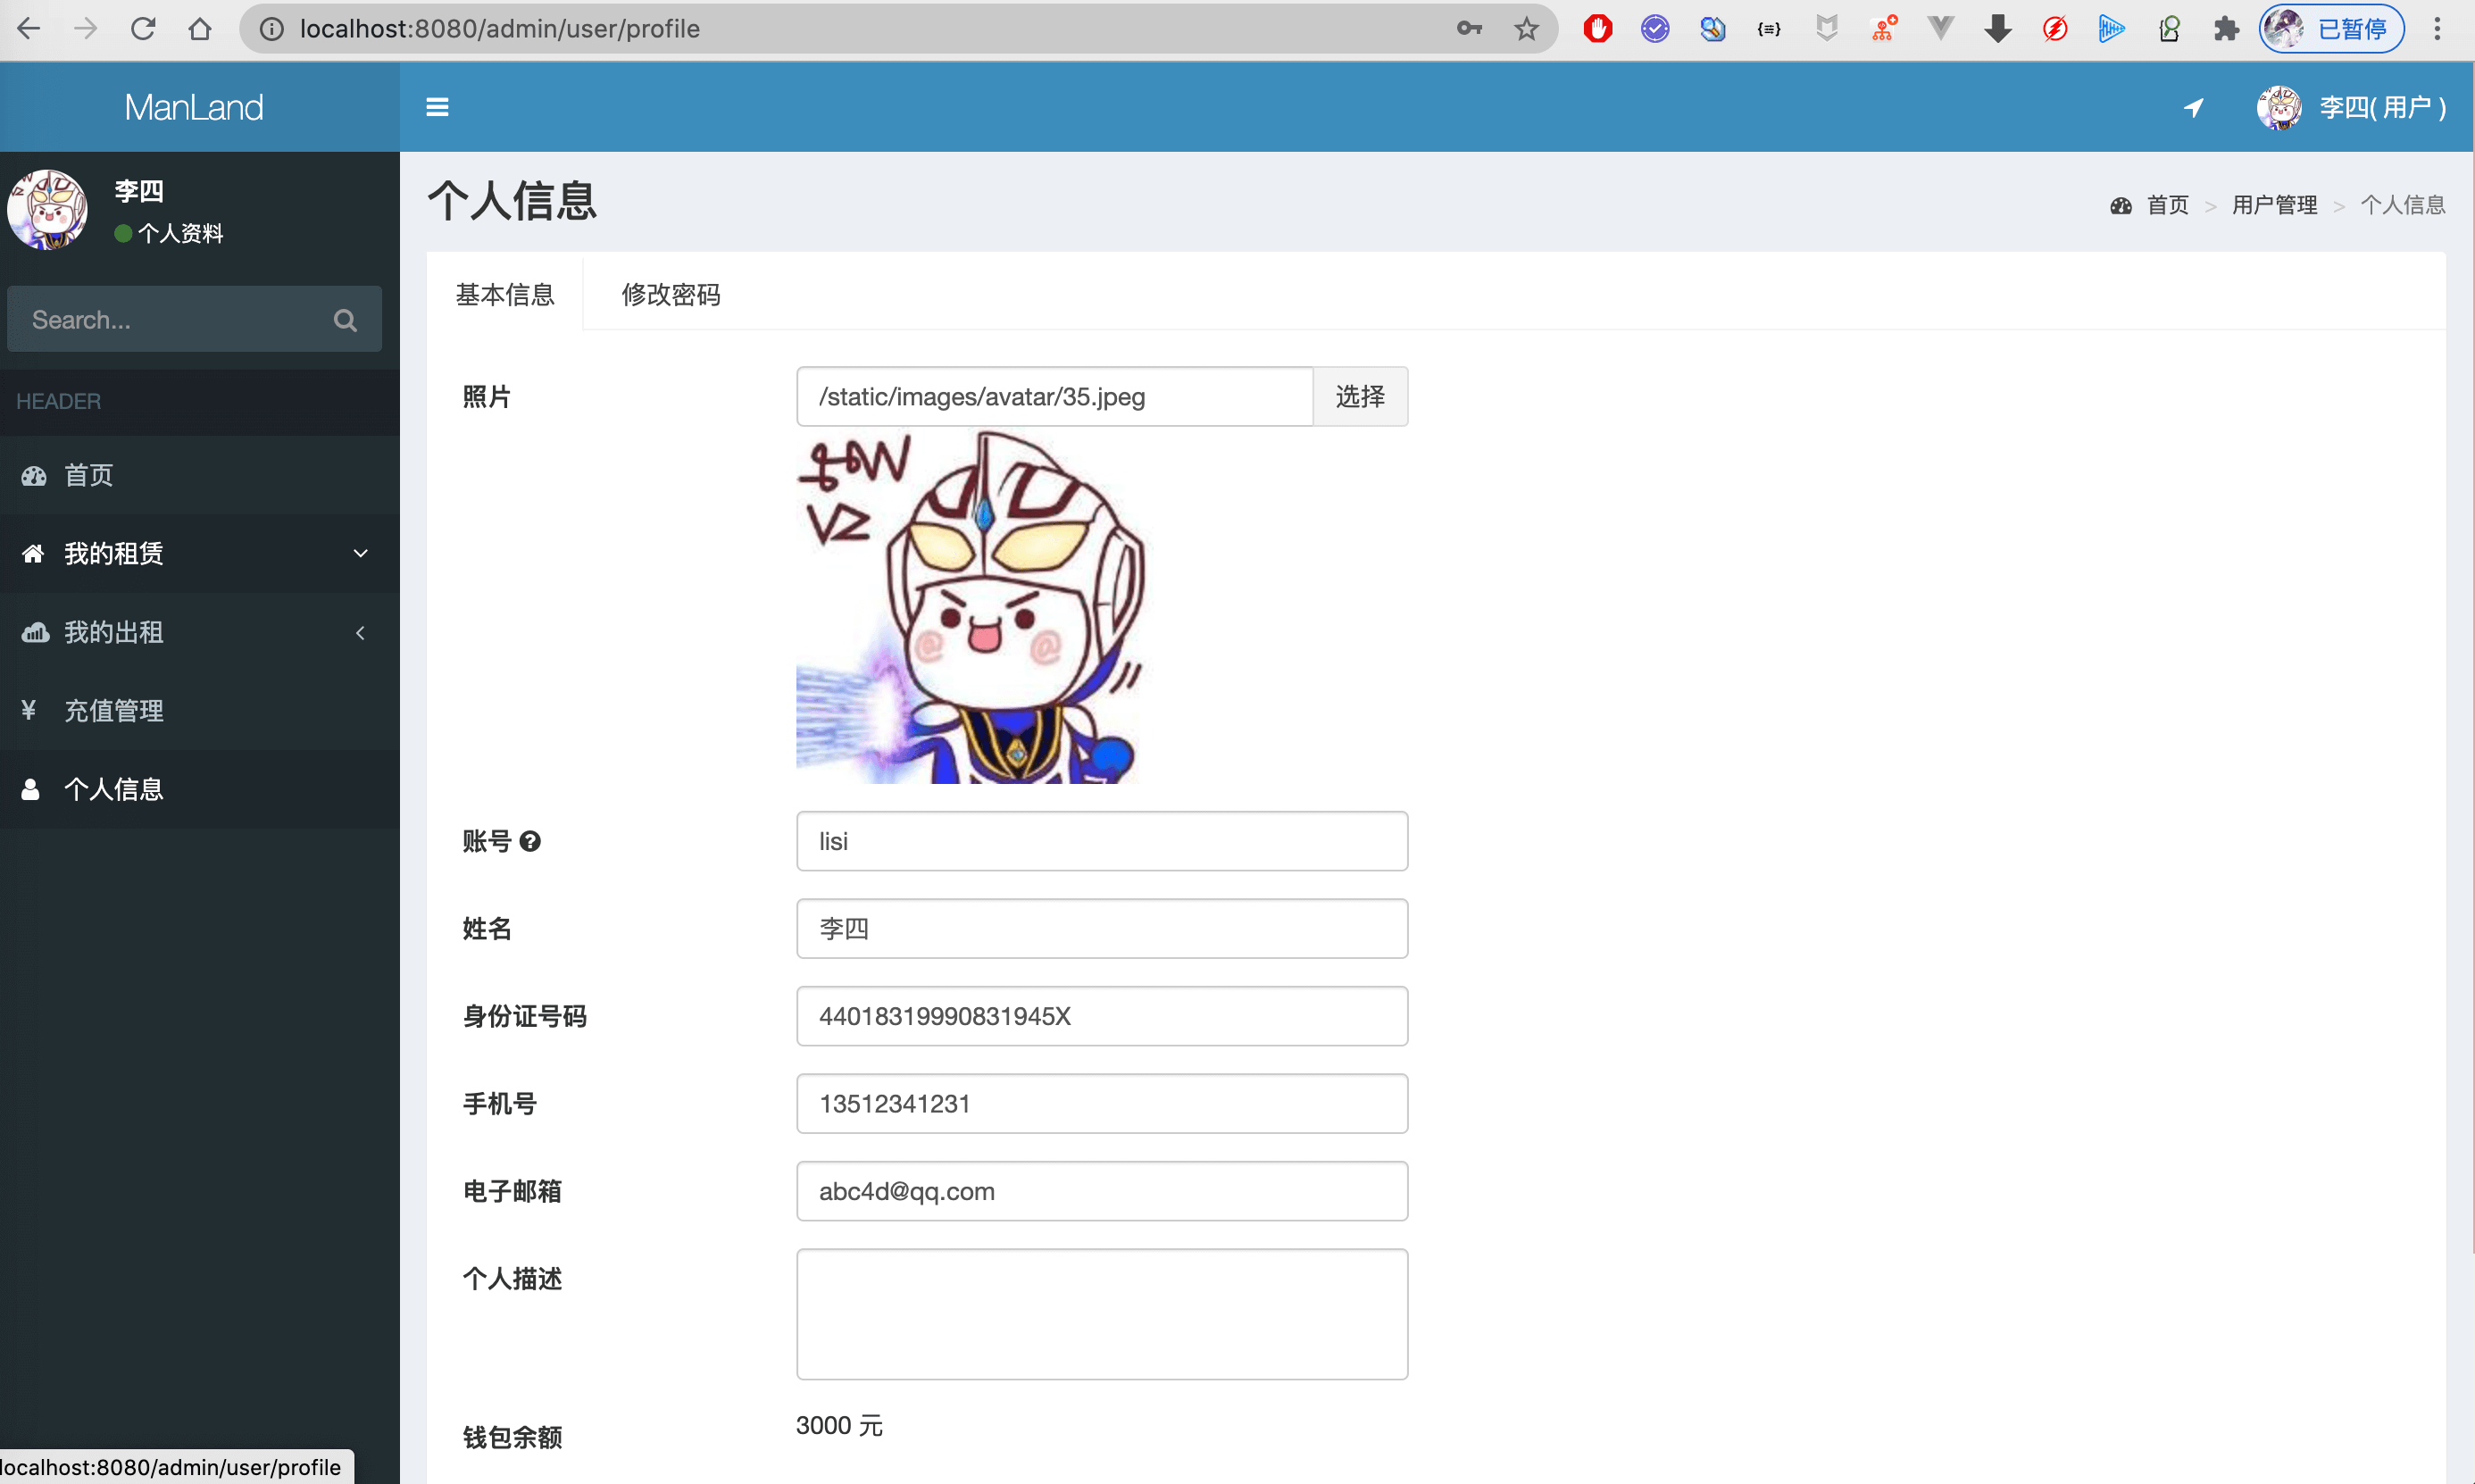 localhost:8080/admin/user/profile
已暂停
ManLand
李四( 用户 )
李四
个人资料
Search...
HEADER
首页
我的租赁
我的出租
¥ 充值管理
个人信息
个人信息
首页 > 用户管理 > 个人信息
基本信息
修改密码
照片
/static/images/avatar/35.jpeg
选择
VZ
账号
lisi
姓名
李四
身份证号码
44018319990831945X
手机号
13512341231
电子邮箱
abc4d@qq.com
个人描述
钱包余额
3000 元
localhost:8080/admin/user/profile